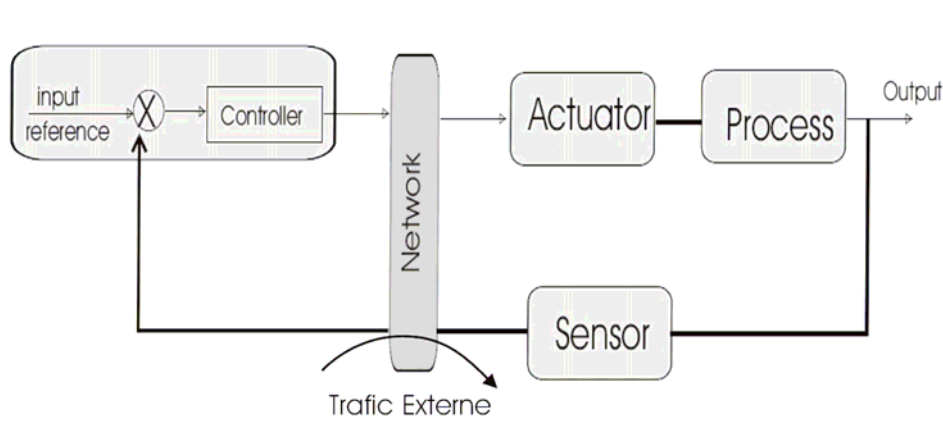 input
reference
X
Controller
Network
Actuator
Process
Output
Sensor
Trafic Externe